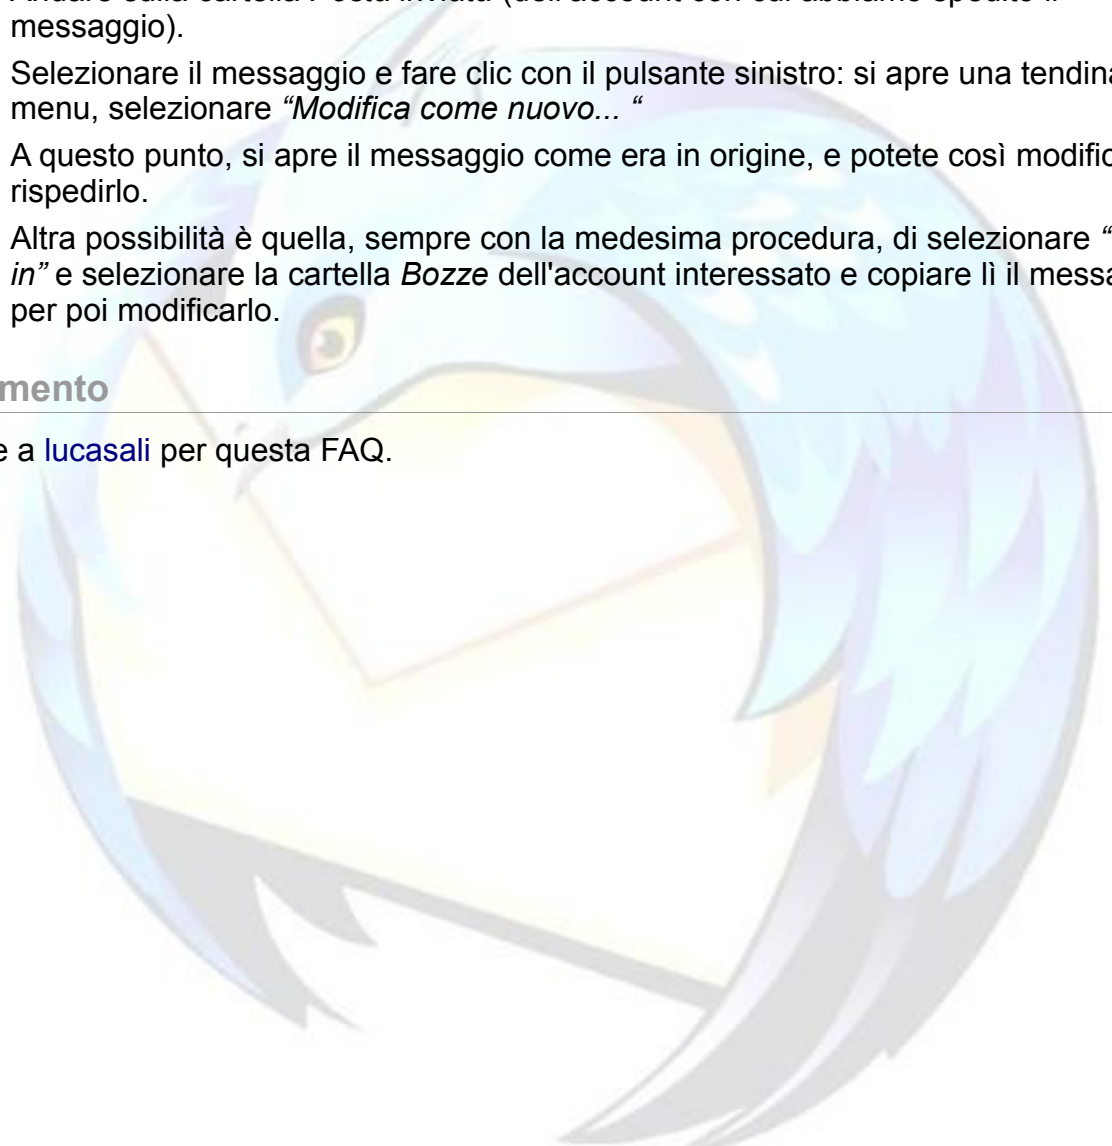 messaggio).
Selezionare il messaggio e fare clic con il pulsante sinistro: si apre una tendina
menu, selezionare “Modifica come nuovo... “
A questo punto, si apre il messaggio come era in origine, e potete così modific
rispedirlo.
Altra possibilità è quella, sempre con la medesima procedura, di selezionare “
in” e selezionare la cartella Bozze dell'account interessato e copiare lì il messa
per poi modificarlo.
mento
e a lucasali per questa FAQ.